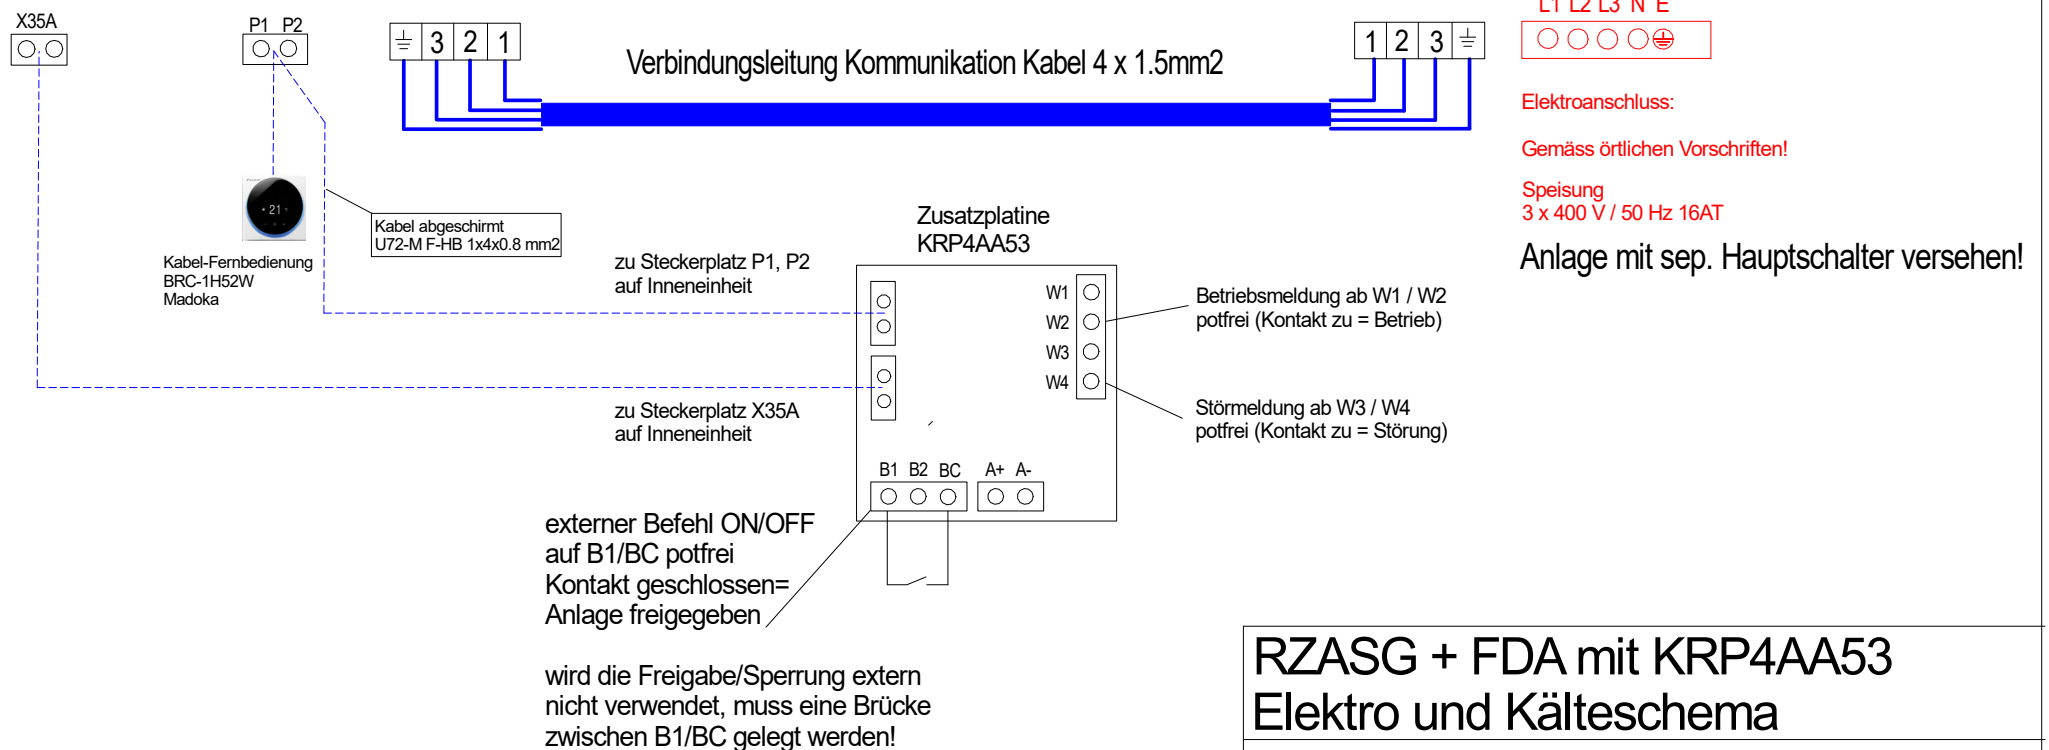 X35A
P1 P2
3 2 1
Verbindungsleitung Kommunikation Kabel 4 x 1.5mm2
1 2 3
L1 L2 L3 N E
Elektroanschluss:
Gemäss örtlichen Vorschriften!
Speisung
3 x 400 V / 50 Hz 16AT
Anlage mit sep. Hauptschalter versehen!
21
Kabel abgeschirmt
U72-M F-HB 1x4x0.8 mm2
Kabel-Fernbedienung
BRC-1H52W
Madoka
zu Steckerplatz P1, P2
auf Inneneinheit
Zusatzplatine
KRP4AA53
W1
W2
W3
W4
Betriebsmeldung ab W1 / W2
potfrei (Kontakt zu = Betrieb)
Störmeldung ab W3 / W4
potfrei (Kontakt zu = Störung)
zu Steckerplatz X35A
auf Inneneinheit
B1 B2 BC A+ A-
externer Befehl ON/OFF
auf B1/BC potfrei
Kontakt geschlossen=
Anlage freigegeben
wird die Freigabe/Sperrung extern
nicht verwendet, muss eine Brücke
zwischen B1/BC gelegt werden!
RZASG + FDA mit KRP4AA53
Elektro und Kälteschema